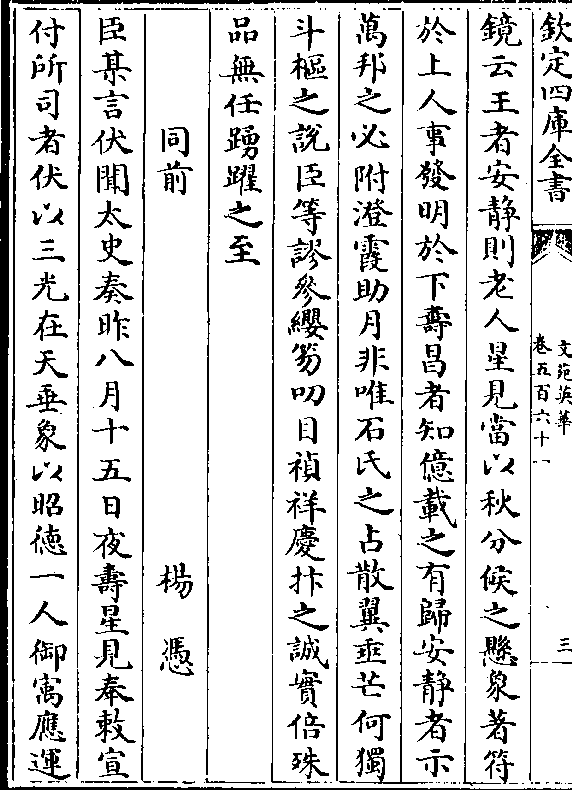 欽定四庫全書
文苑英華
卷五百六十一
三
鏡云王者安静則老人星見當以秋分候之懸象著符
於上人事發明於下壽昌者知億載之有歸安静者示
萬邦之必附澄霞助月非唯石氏之占散翼垂芒何獨
斗樞之説臣等謬參纓笏叨目禎祥慶抃之誠實倍殊
品無任踴躍之至
同前 楊憑
臣某言伏聞太史奏昨八月十五日夜壽星見奉敕宣
付所司者伏以三光在天垂象以昭德一人御寓應運